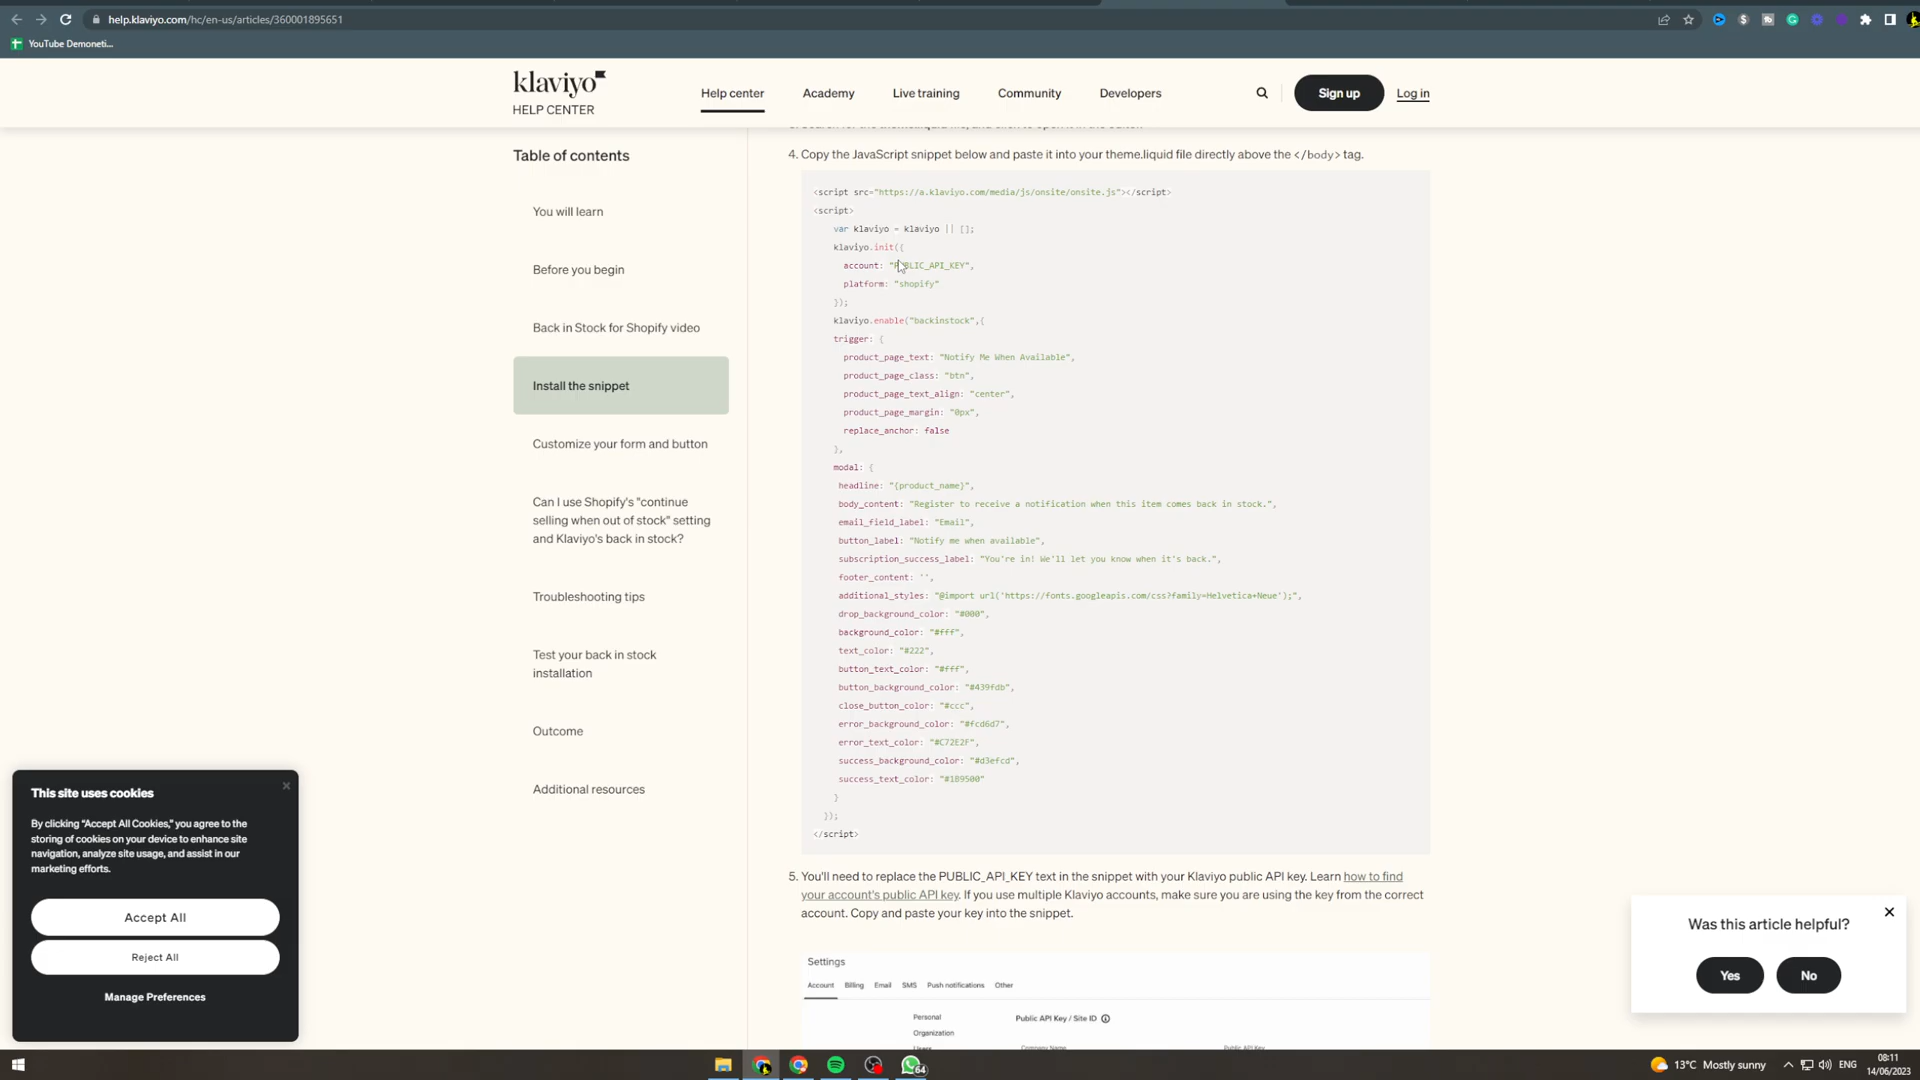 help.klaviyo.com/hc/en-us/articles/360001895651
YouTube Demoneti...
klaviyo
HELP CENTER
Help center
Academy
Live training
Community
Developers
Sign up
Log in
Table of contents
You will learn
Before you begin
Back in Stock for Shopify video
Install the snippet
Customize your form and button
Can I use Shopify's "continue
selling when out of stock" setting
and Klaviyo's back in stock?
Troubleshooting tips
Test your back in stock
installation
Outcome
Additional resources
4. Copy the JavaScript snippet below and paste it into your theme.liquid file directly above the </body> tag.
<script src="https://a.klaviyo.com/media/js/onsite/onsite.js"></script>
<script>
var klaviyo = klaviyo || [];
klaviyo.init({
account: "PUBLIC_API_KEY",
platform: "shopify"
});
klaviyo.enable("backinstock",{
trigger: {
product_page_text: "Notify Me When Available",
product_page_class: "btn",
product_page_text_align: "center",
product_page_margin: "0px",
replace_anchor: false
},
modal: {
headline: "{product_name}",
body_content: "Register to receive a notification when this item comes back in stock.",
email_field_label: "Email",
button_label: "Notify me when available",
subscription_success_label: "You're in! We'll let you know when it's back.",
footer_content: '',
additional_styles: "@import url('https://fonts.googleapis.com/css?family=Helvetica+Neue');",
drop_background_color: "#000",
background_color: "#fff",
text_color: "#222",
button_text_color: "#fff",
button_background_color: "#439fdb",
close_button_color: "#ccc",
error_background_color: "#fcd6d7",
error_text_color: "#C72E2F",
success_background_color: "#d3efcd",
success_text_color: "#1B9500"
}
});
</script>
5. You'll need to replace the PUBLIC_API_KEY text in the snippet with your Klaviyo public API key. Learn how to find
your account's public API key. If you use multiple Klaviyo accounts, make sure you are using the key from the correct
account. Copy and paste your key into the snippet.
Settings
Account Billing Email SMS Push notifications Other
Personal
Public API Key / Site ID
Organization
This site uses cookies
By clicking “Accept All Cookies,” you agree to the
storing of cookies on your device to enhance site
navigation, analyze site usage, and assist in our
marketing efforts.
Accept All
Reject All
Manage Preferences
Was this article helpful?
Yes
No
64
13°C Mostly sunny
ENG
08:11
14/06/2023